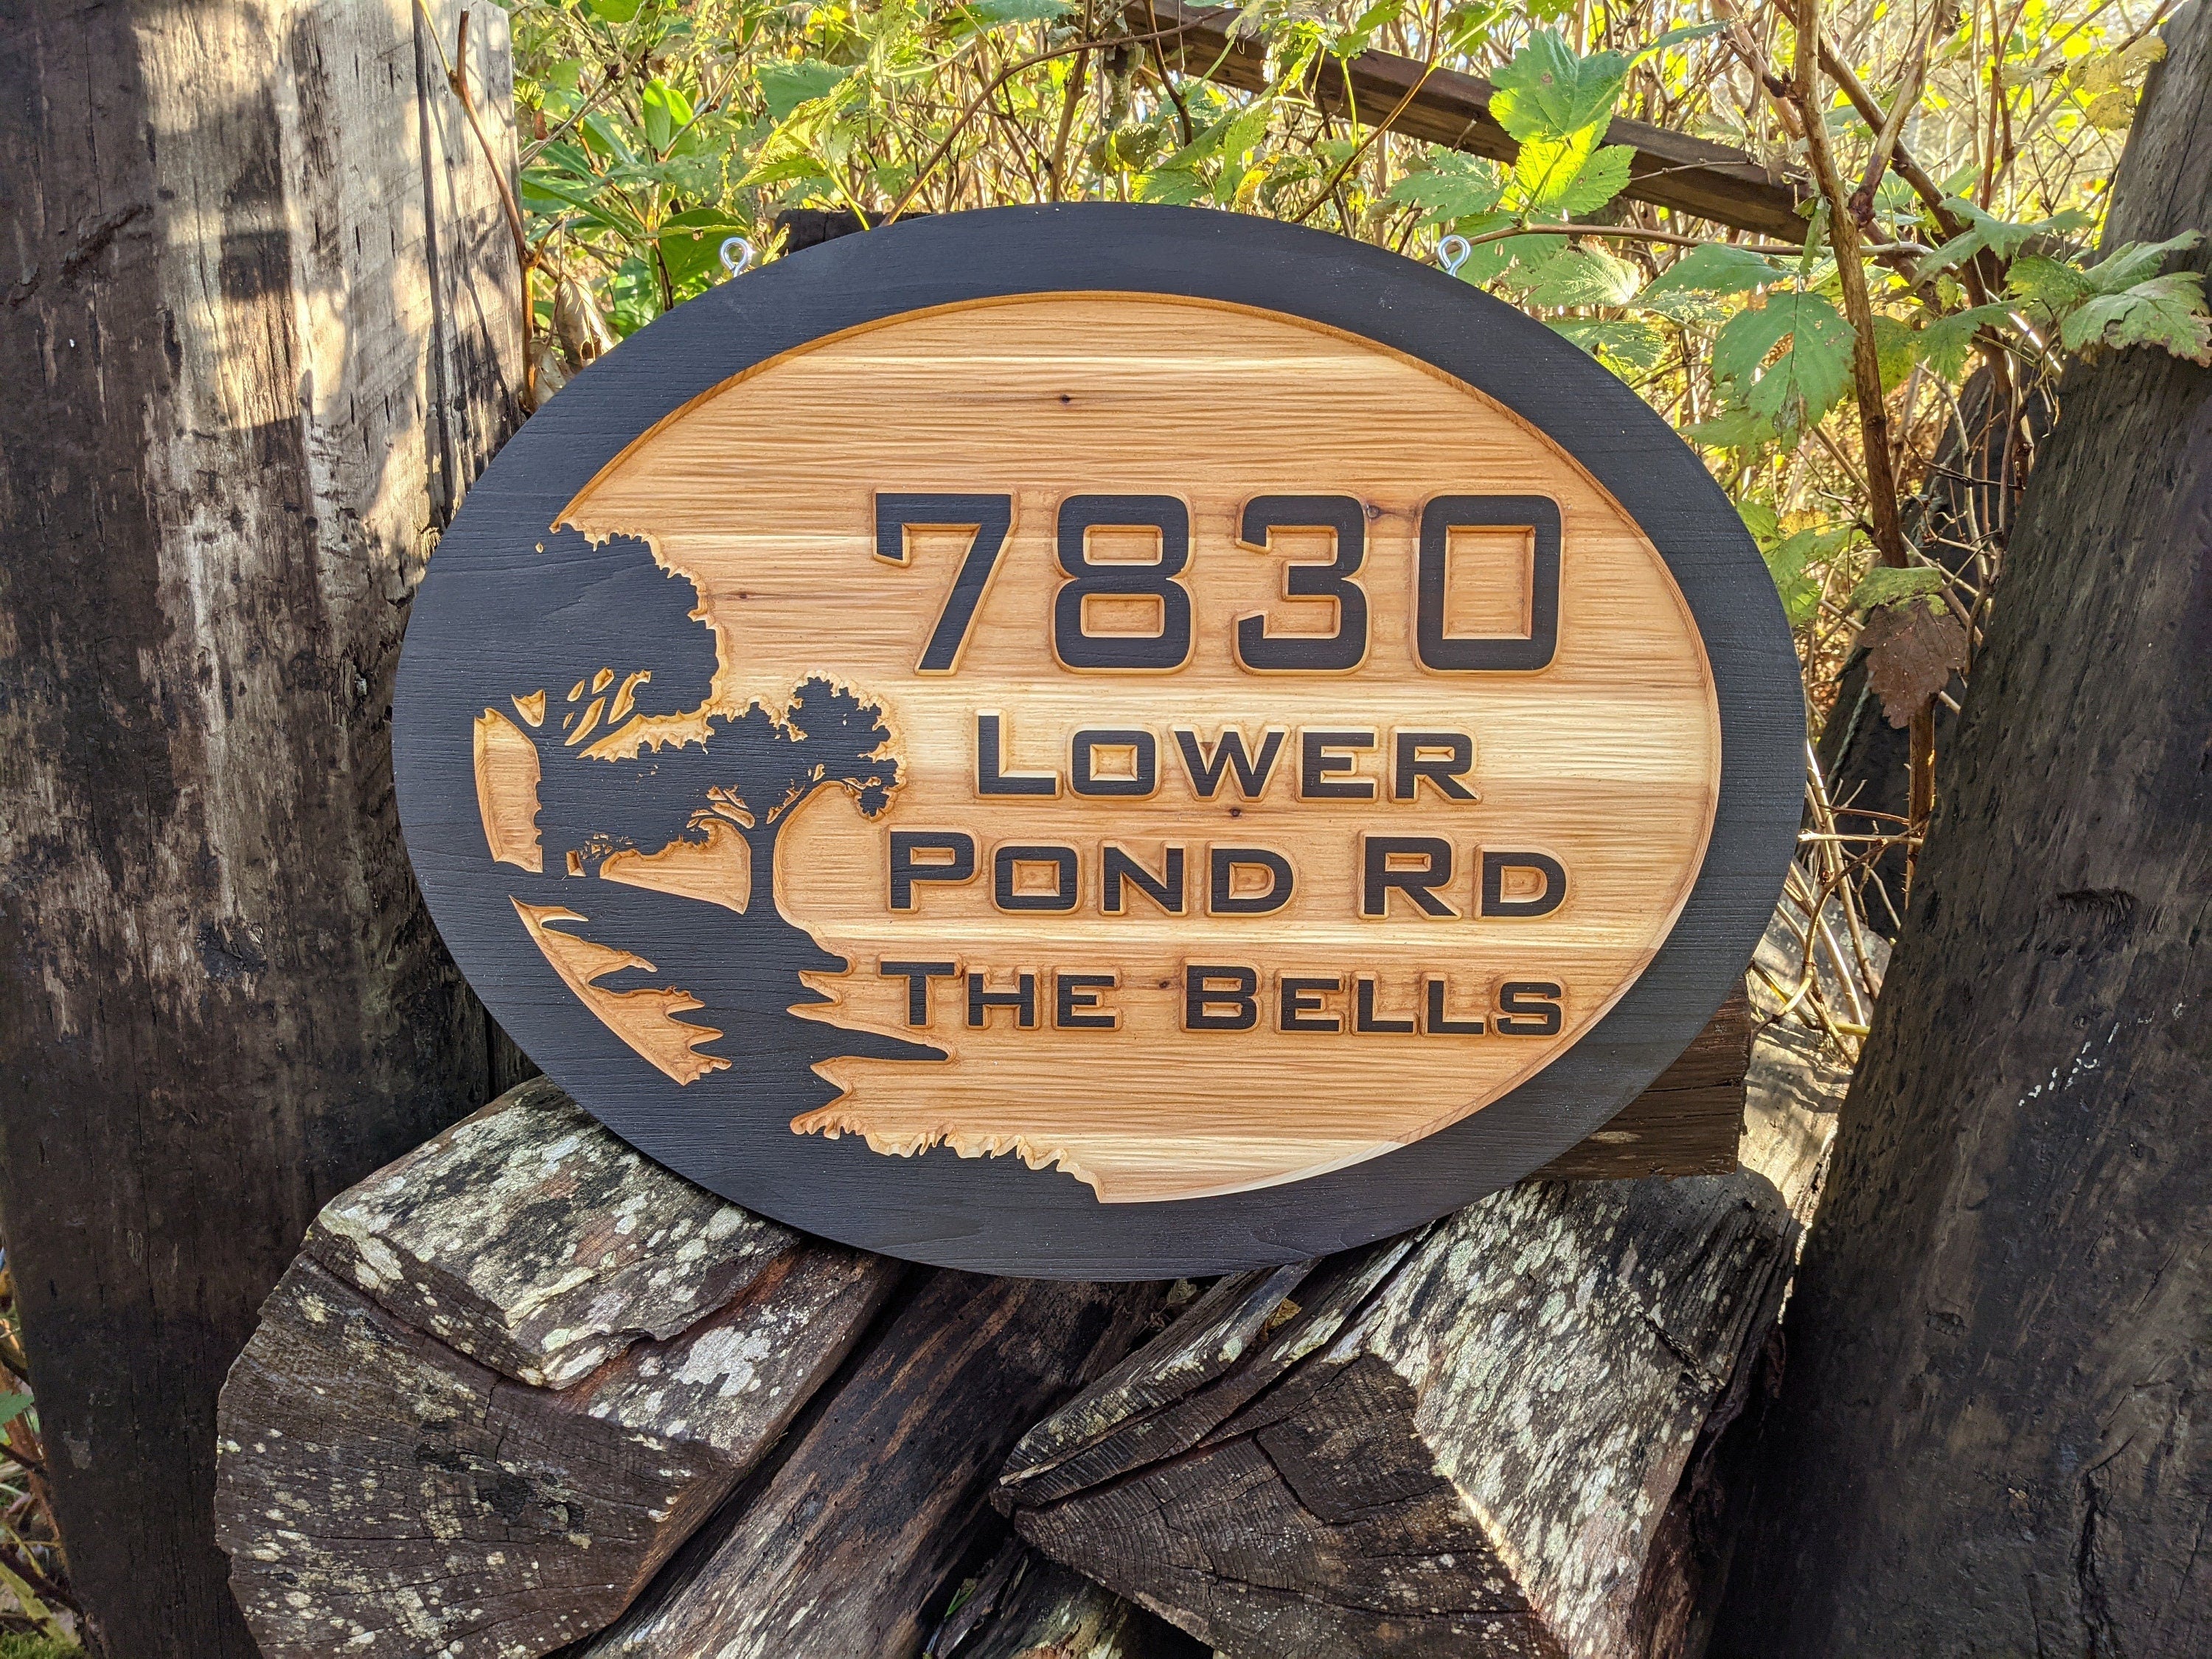 7830
Lower
Pond Rd
The Bells